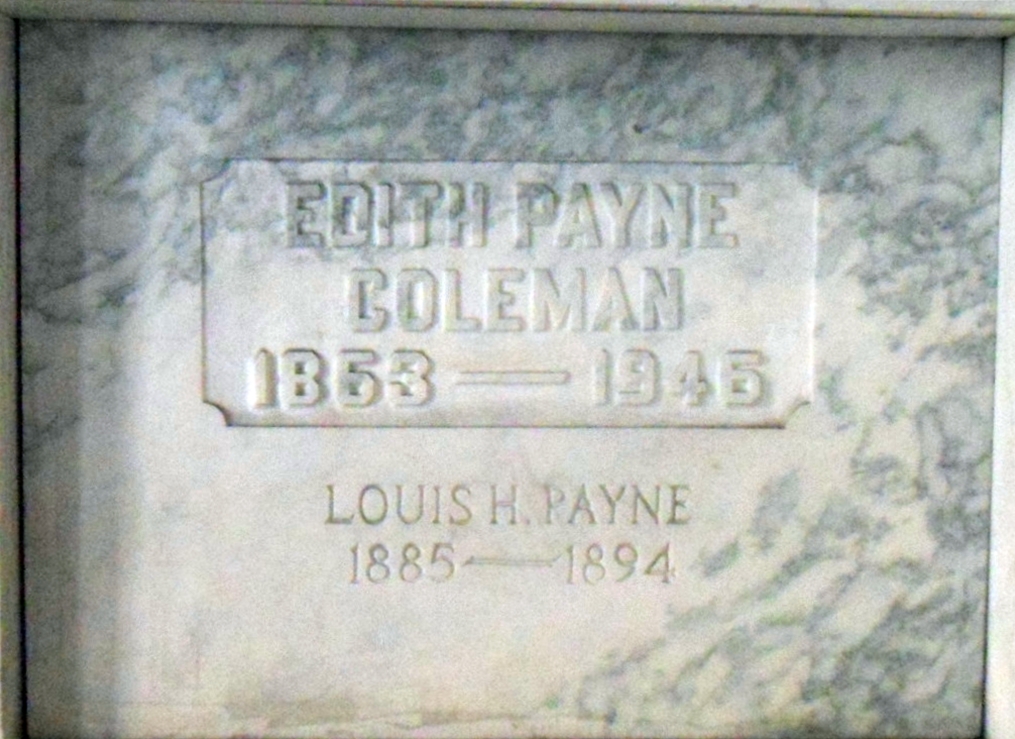 EDITH PAYNE
COLEMAN
1863 — 1946
LOUIS H. PAYNE
1885 — 1894